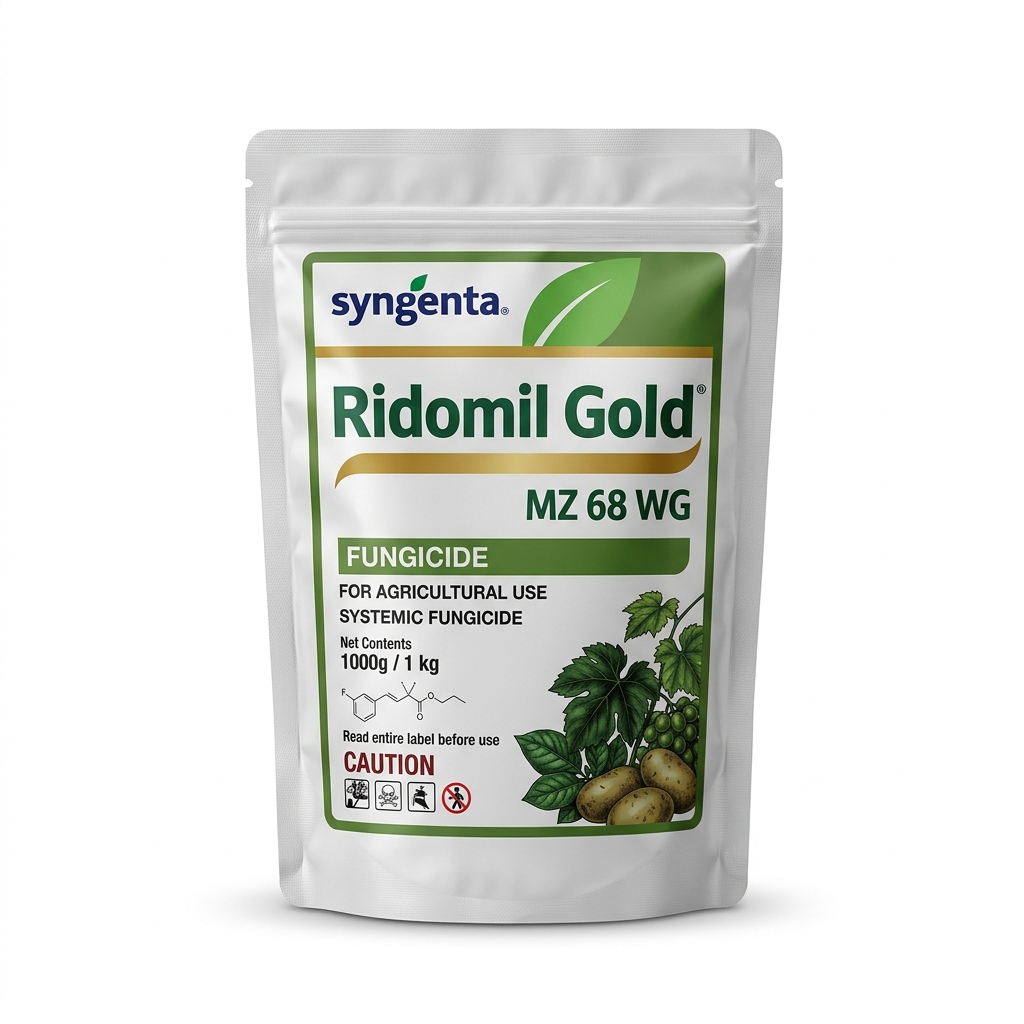 syngenta®
Ridomil Gold®
MZ 68 WG
FUNGICIDE
FOR AGRICULTURAL USE
SYSTEMIC FUNGICIDE
Net Contents
1000g / 1 kg
F
O
O
Read entire label before use
CAUTION